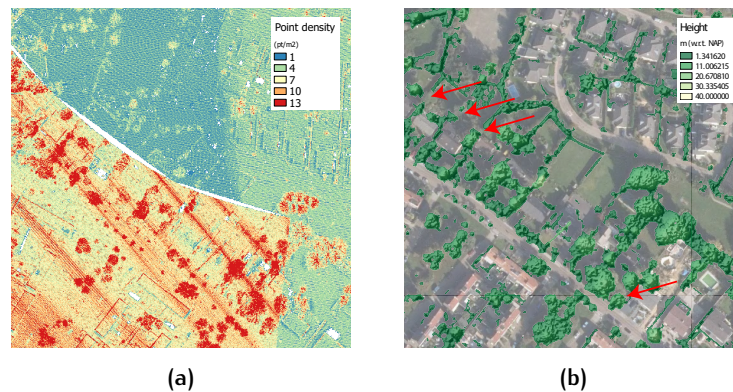 Point density
(pt/m2)
1
4
7
10
13
Height
m (w.r.t. NAP)
1.341620
11.006215
20.670810
30.335405
40.000000
(a)
(b)